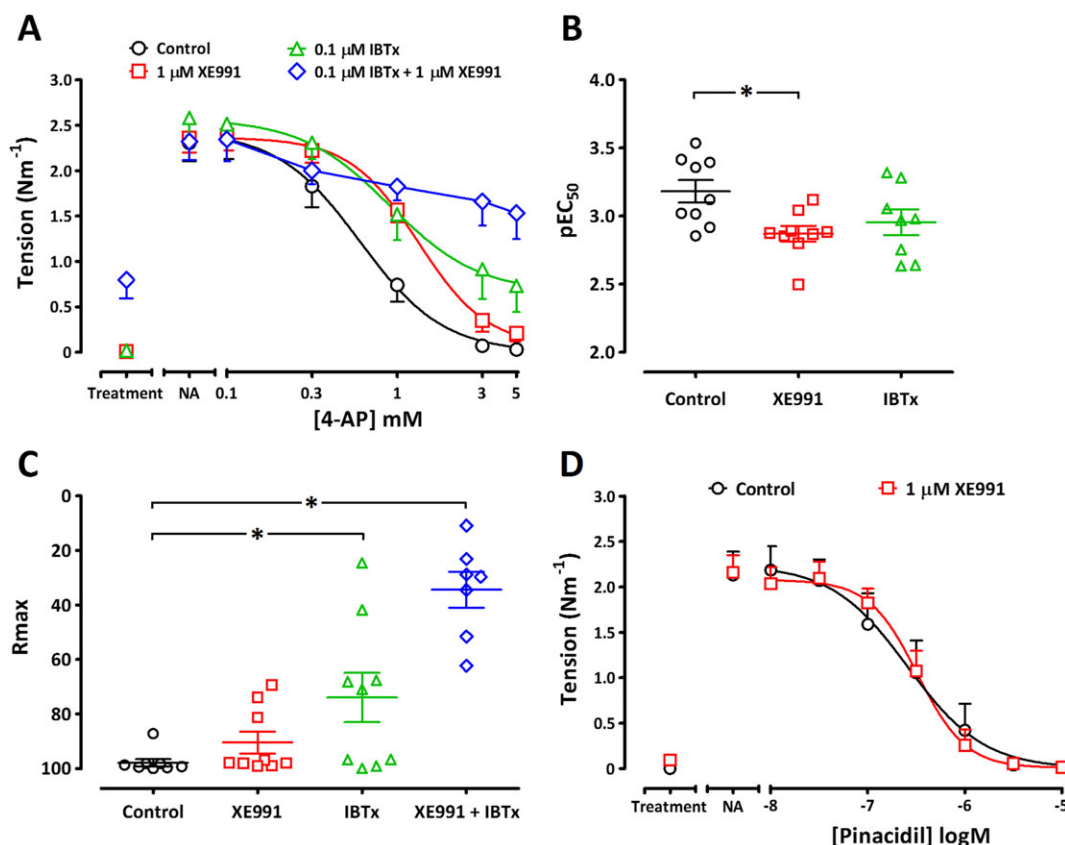 A
Control
0.1 μM IBTx
1 μM XE991
0.1 μM IBTx + 1 μM XE991
Tension (Nm⁻¹)
3.0
2.5
2.0
1.5
1.0
0.5
0
Treatment
NA
0.1
0.3
1
3
5
[4-AP] mM
B
pEC₅₀
4.0
3.5
3.0
2.5
2.0
*
Control
XE991
IBTx
C
Rmax
0
20
40
60
80
100
*
*
Control
XE991
IBTx
XE991 + IBTx
D
Control
1 μM XE991
Tension (Nm⁻¹)
3.0
2.5
2.0
1.5
1.0
0.5
0.0
Treatment
NA
-8
-7
-6
-5
[Pinacidil] logM